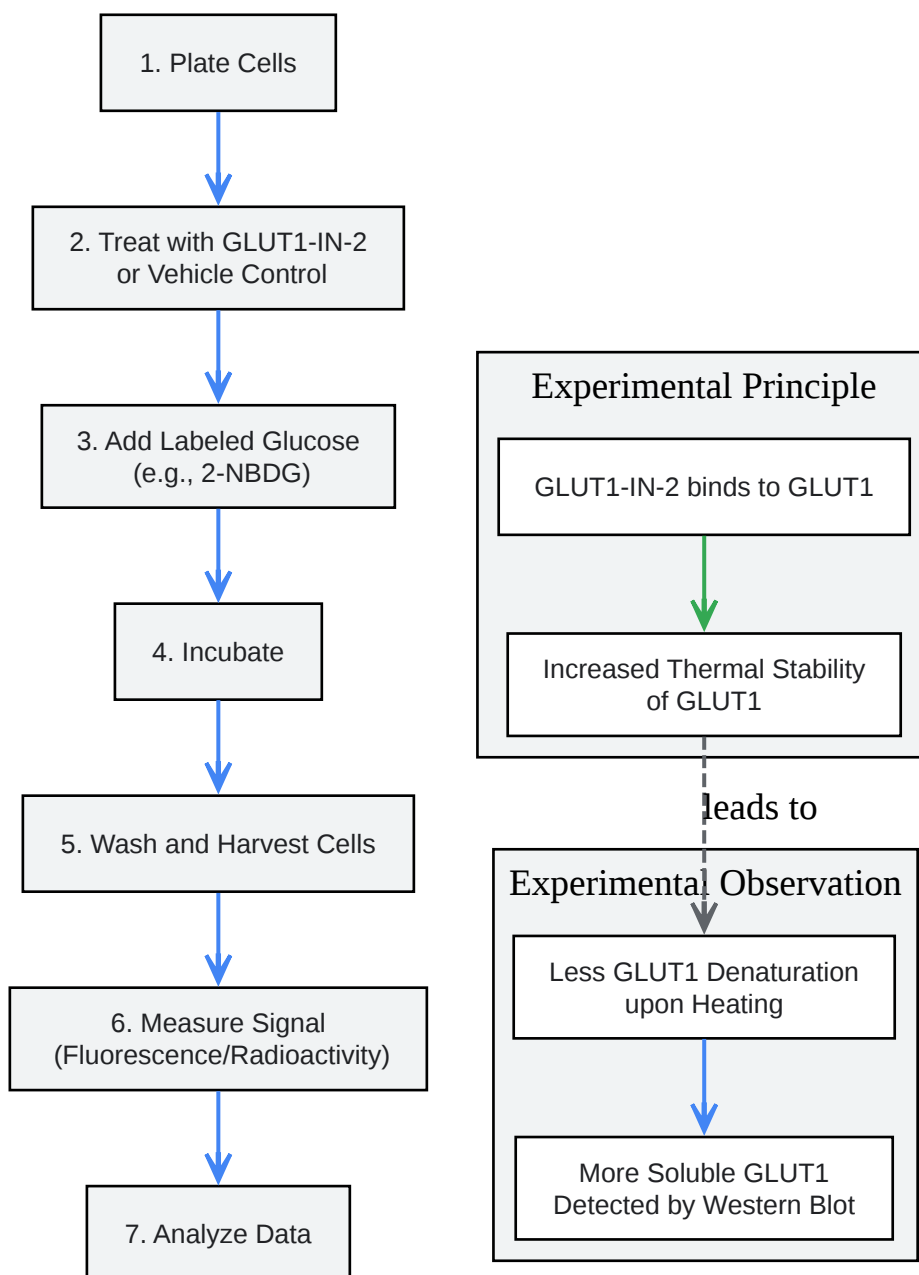 1. Plate Cells
2. Treat with GLUT1-IN-2
or Vehicle Control
3. Add Labeled Glucose
(e.g., 2-NBDG)
4. Incubate
5. Wash and Harvest Cells
6. Measure Signal
(Fluorescence/Radioactivity)
7. Analyze Data
Experimental Principle
GLUT1-IN-2 binds to GLUT1
Increased Thermal Stability
of GLUT1
leads to
Experimental Observation
Less GLUT1 Denaturation
upon Heating
More Soluble GLUT1
Detected by Western Blot